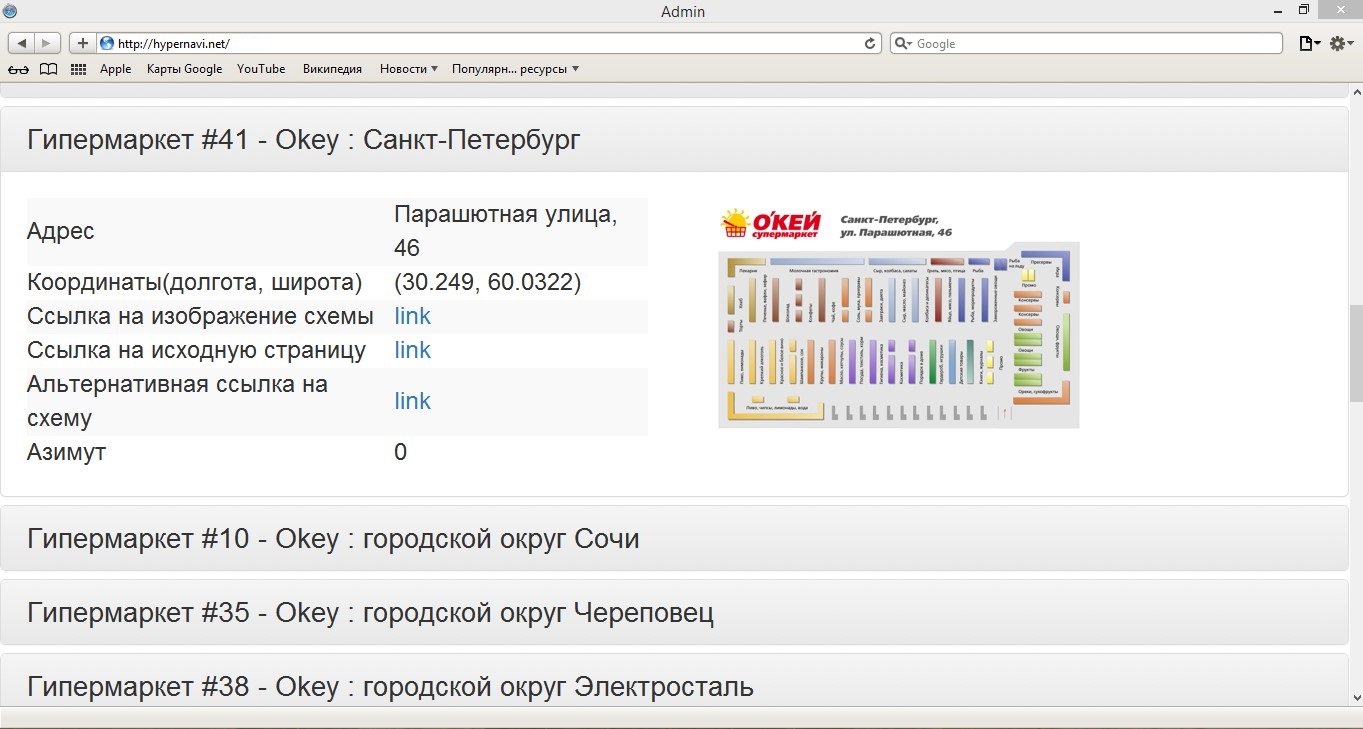 Admin
http://hypernavi.net/
Google
Apple Карты Google YouTube Википедия Новости Популярн... ресурсы
Гипермаркет #41 - Okey : Санкт-Петербург
Адрес
Парашютная улица,
46
Координаты(долгота, широта) (30.249, 60.0322)
Ссылка на изображение схемы link
Ссылка на исходную страницу link
Альтернативная ссылка на
схему
link
Азимут 0
О'КЕЙ
супермаркет
Санкт-Петербург,
ул. Парашютная, 46
Пекарня Молочная гастрономия Сыр, колбаса, салаты Гриль, мясо, птица Рыба
Рыба
на льду
Пресервы
Промо
Консервы
Консервы
Овощи
Овощи
Фрукты
Орехи, сухофрукты
Пиво, чипсы, лимонады, вода
Гипермаркет #10 - Okey : городской округ Сочи
Гипермаркет #35 - Okey : городской округ Череповец
Гипермаркет #38 - Okey : городской округ Электросталь